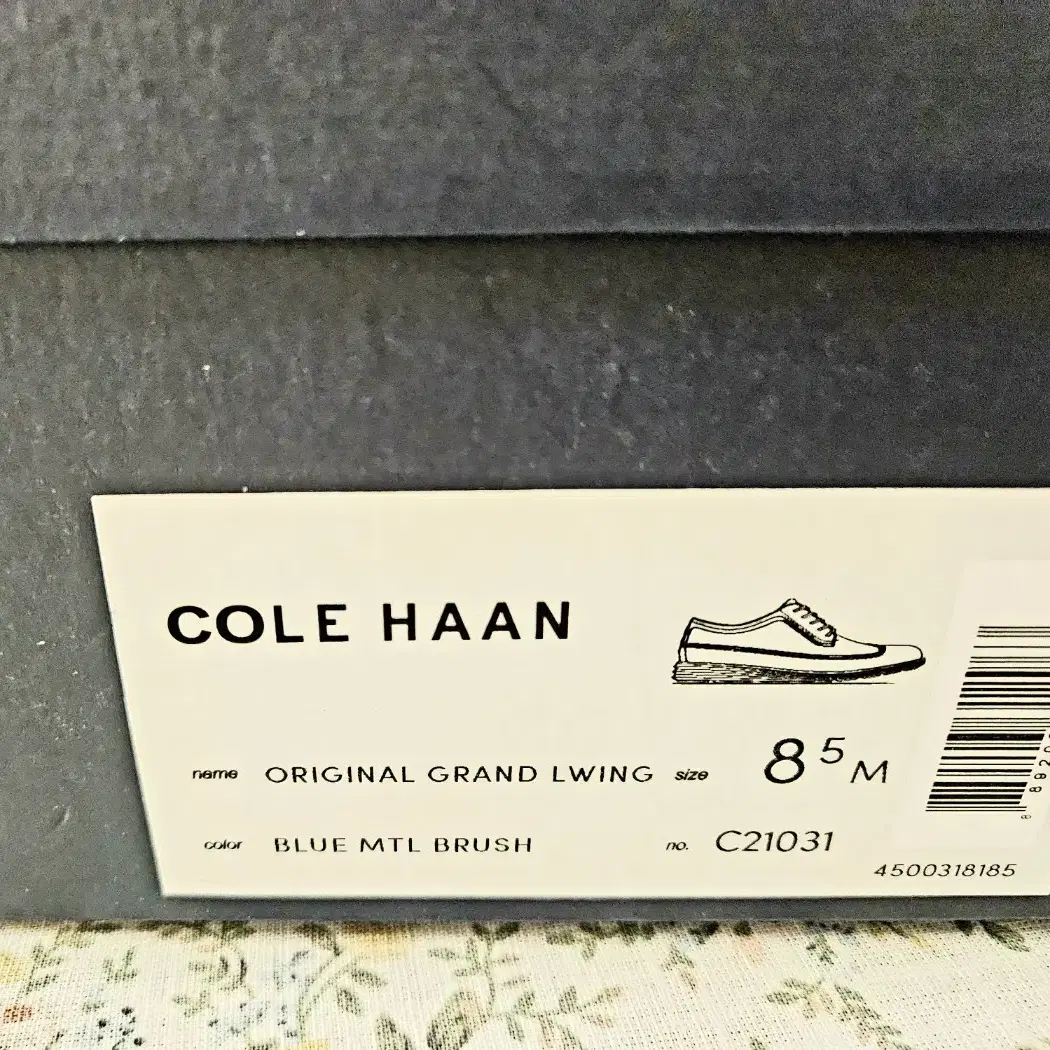 COLE HAAN
name ORIGINAL GRAND LWING size 8 5 M
color BLUE MTL BRUSH no. C21031
4500318185